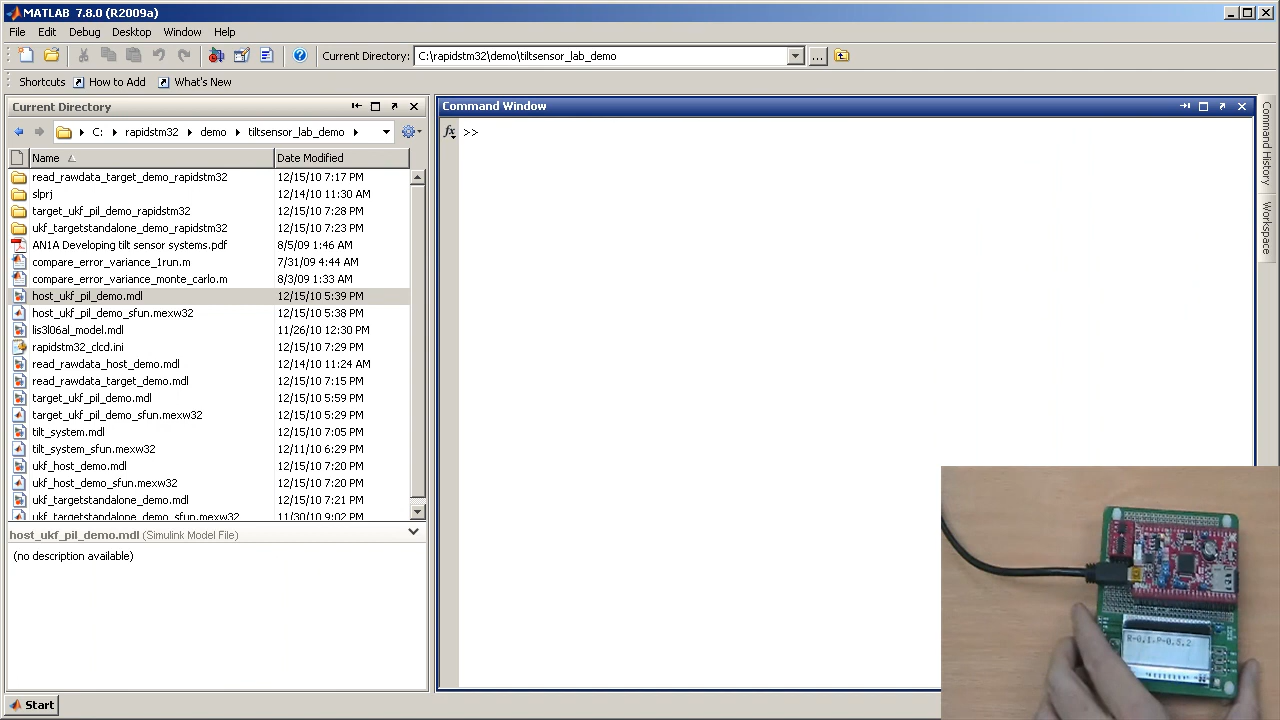 MATLAB 7.8.0 (R2009a)
File Edit Debug Desktop Window Help
Current Directory: C:\rapidstm32\demo\tiltsensor_lab_demo
Shortcuts How to Add What's New
Current Directory
C: rapidstm32 demo tiltsensor_lab_demo
Name Date Modified
read_rawdata_target_demo_rapidstm32 12/15/10 7:17 PM
slprj 12/14/10 11:30 AM
target_ukf_pil_demo_rapidstm32 12/15/10 7:28 PM
ukf_targetstandalone_demo_rapidstm32 12/15/10 7:23 PM
AN1A Developing tilt sensor systems.pdf 8/5/09 1:46 AM
compare_error_variance_1run.m 7/31/09 4:44 AM
compare_error_variance_monte_carlo.m 8/3/09 1:33 AM
host_ukf_pil_demo.mdl 12/15/10 5:39 PM
host_ukf_pil_demo_sfun.mexw32 12/15/10 5:38 PM
lis3l06al_model.mdl 11/26/10 12:30 PM
rapidstm32_clcd.ini 12/15/10 7:29 PM
read_rawdata_host_demo.mdl 12/14/10 11:24 AM
read_rawdata_target_demo.mdl 12/15/10 7:15 PM
target_ukf_pil_demo.mdl 12/15/10 5:59 PM
target_ukf_pil_demo_sfun.mexw32 12/15/10 5:29 PM
tilt_system.mdl 12/15/10 7:05 PM
tilt_system_sfun.mexw32 12/11/10 6:29 PM
ukf_host_demo.mdl 12/15/10 7:20 PM
ukf_host_demo_sfun.mexw32 12/15/10 7:20 PM
ukf_targetstandalone_demo.mdl 12/15/10 7:21 PM
ukf_targetstandalone_demo_sfun.mexw32 11/30/10 9:02 PM
host_ukf_pil_demo.mdl (Simulink Model File)
(no description available)
Start
Command Window
fx >>
Command History
Workspace